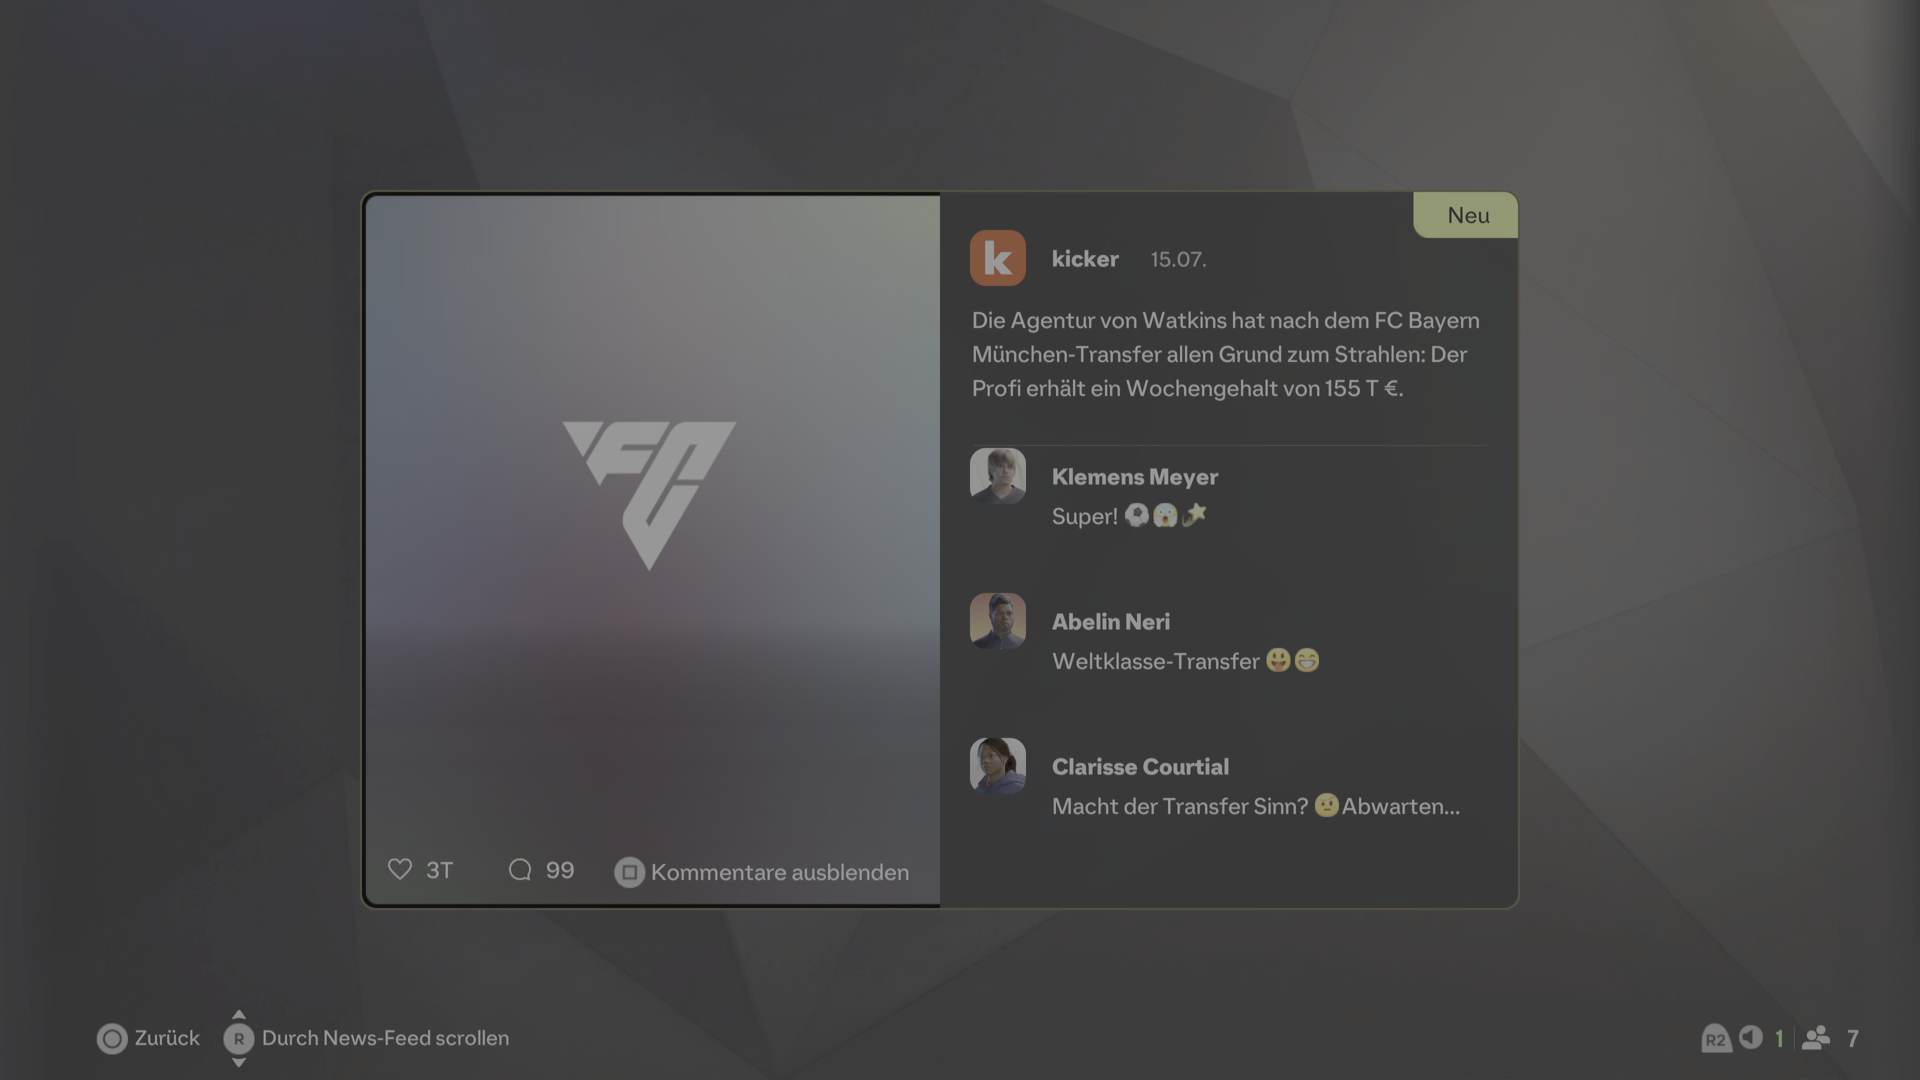 Neu
k
kicker 15.07.
Die Agentur von Watkins hat nach dem FC Bayern
München-Transfer allen Grund zum Strahlen: Der
Profi erhält ein Wochengehalt von 155 T €.
Klemens Meyer
Super! ⚽😱🌠
Abelin Neri
Weltklasse-Transfer 😛😁
Clarisse Courtial
Macht der Transfer Sinn? 🤨Abwarten...
FC
3T 99 Kommentare ausblenden
Zurück R Durch News-Feed scrollen
R2 1 7